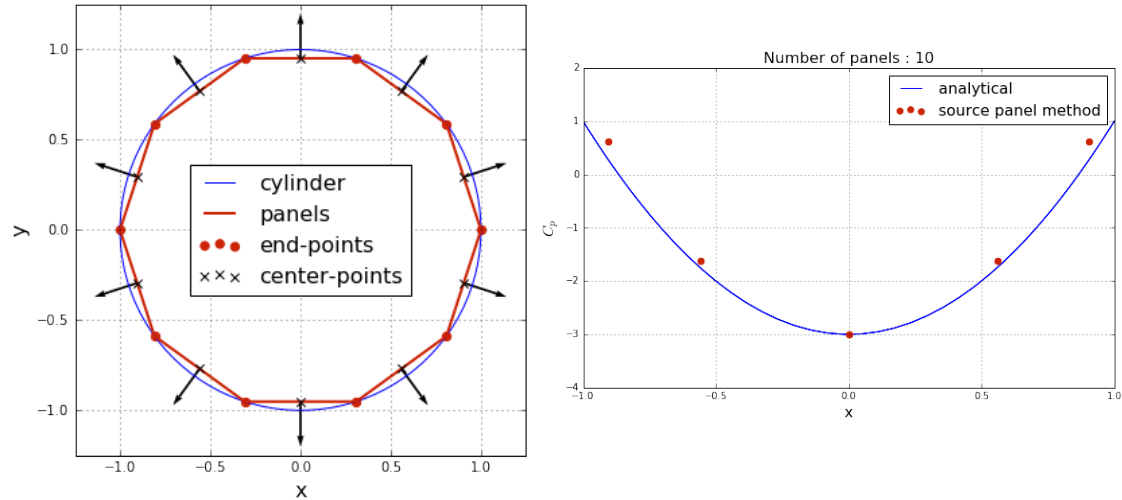 1.0
0.5
0.0
−0.5
−1.0
y
−1.0 −0.5 0.0 0.5 1.0
x
cylinder
panels
end-points
center-points
Number of panels : 10
2
1
0
−1
−2
−3
−4
C_p
−1.0 −0.5 0.0 0.5 1.0
x
analytical
source panel method